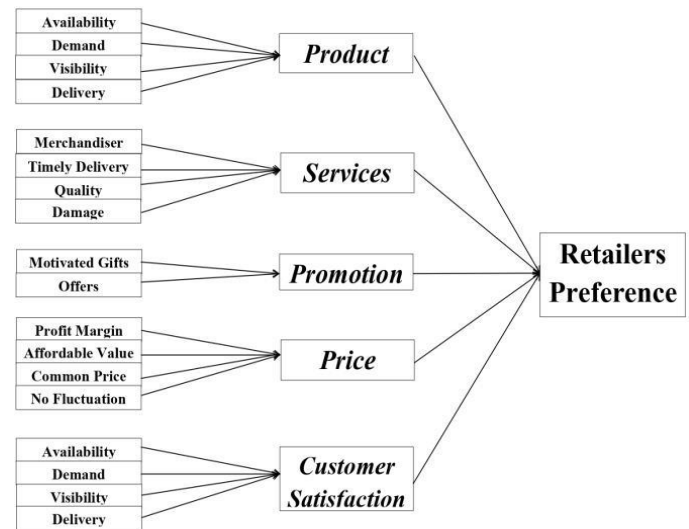 Availability
Demand
Visibility
Delivery
Product
Merchandiser
Timely Delivery
Quality
Damage
Services
Motivated Gifts
Offers
Promotion
Profit Margin
Affordable Value
Common Price
No Fluctuation
Price
Availability
Demand
Visibility
Delivery
Customer
Satisfaction
Retailers
Preference